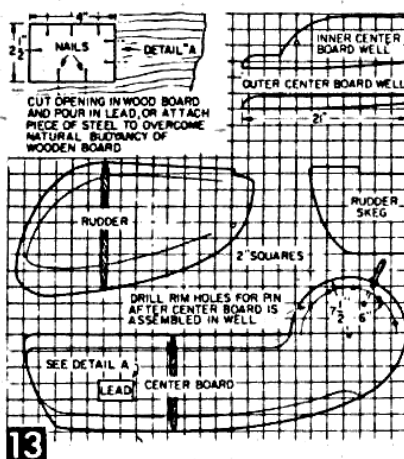 4"
2 1/2"
NAILS
DETAIL "A"
CUT OPENING IN WOOD BOARD
AND POUR IN LEAD, OR ATTACH
PIECE OF STEEL TO OVERCOME
NATURAL BUOYANCY OF
WOODEN BOARD
INNER CENTER
BOARD WELL
OUTER CENTER BOARD WELL
21"
RUDDER
RUDDER
SKEG
2" SQUARES
DRILL RIM HOLES FOR PIN
AFTER CENTER BOARD IS
ASSEMBLED IN WELL
7 1/2"
6"
SEE DETAIL A
LEAD
CENTER BOARD
13